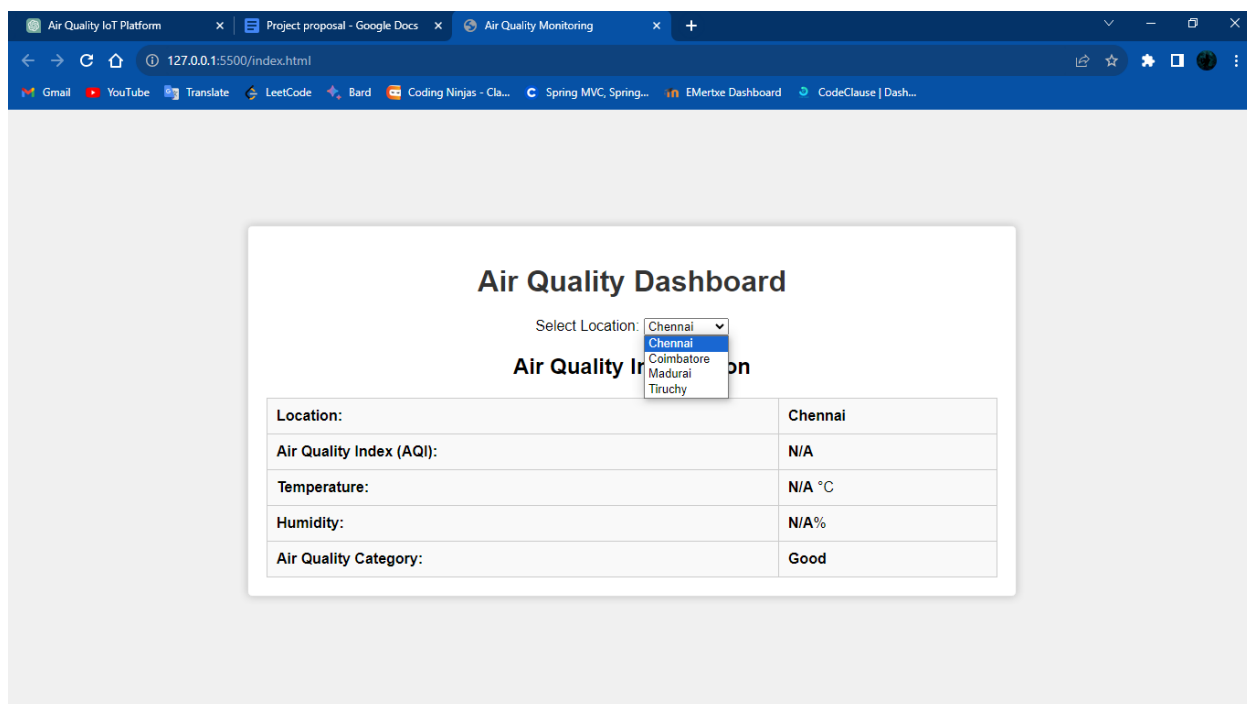 Air Quality IoT Platform Project proposal - Google Docs Air Quality Monitoring
127.0.0.1:5500/index.html
Gmail YouTube Translate LeetCode Bard Coding Ninjas - Cla... Spring MVC, Spring... EMertxe Dashboard CodeClause | Dash...
Air Quality Dashboard
Select Location: Chennai
Chennai
Coimbatore
Madurai
Tiruchy
Air Quality I on
Location: Chennai
Air Quality Index (AQI): N/A
Temperature: N/A °C
Humidity: N/A%
Air Quality Category: Good